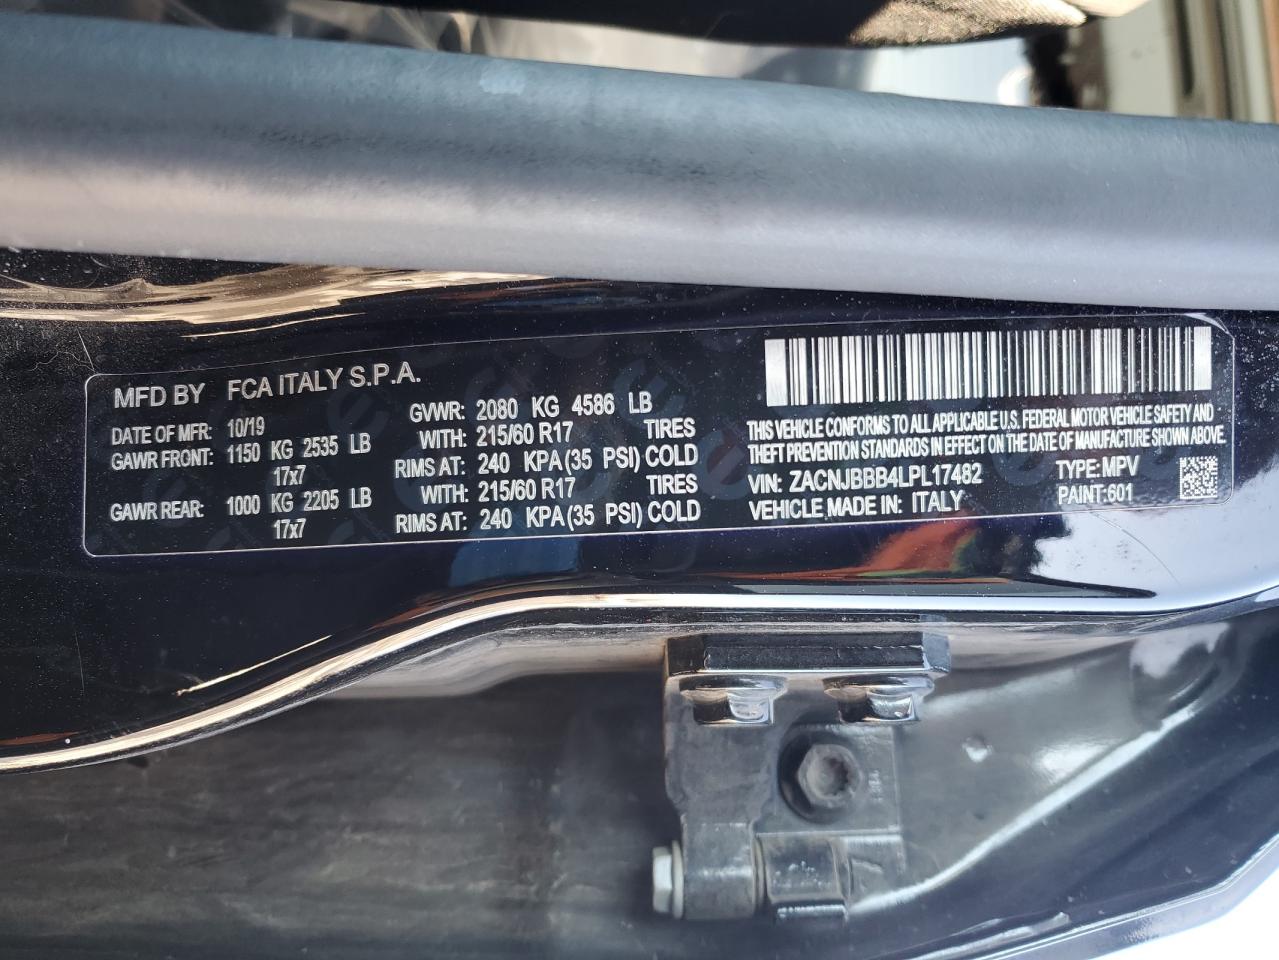 MFD BY FCA ITALY S.P.A.
DATE OF MFR: 10/19 GVWR: 2080 KG 4586 LB
GAWR FRONT: 1150 KG 2535 LB WITH: 215/60 R17 TIRES
17x7 RIMS AT: 240 KPA(35 PSI) COLD
GAWR REAR: 1000 KG 2205 LB WITH: 215/60 R17 TIRES
17x7 RIMS AT: 240 KPA(35 PSI) COLD
THIS VEHICLE CONFORMS TO ALL APPLICABLE U.S. FEDERAL MOTOR VEHICLE SAFETY AND
THEFT PREVENTION STANDARDS IN EFFECT ON THE DATE OF MANUFACTURE SHOWN ABOVE.
VIN: ZACNJBBB4LPL17482 TYPE:MPV
VEHICLE MADE IN: ITALY PAINT:601